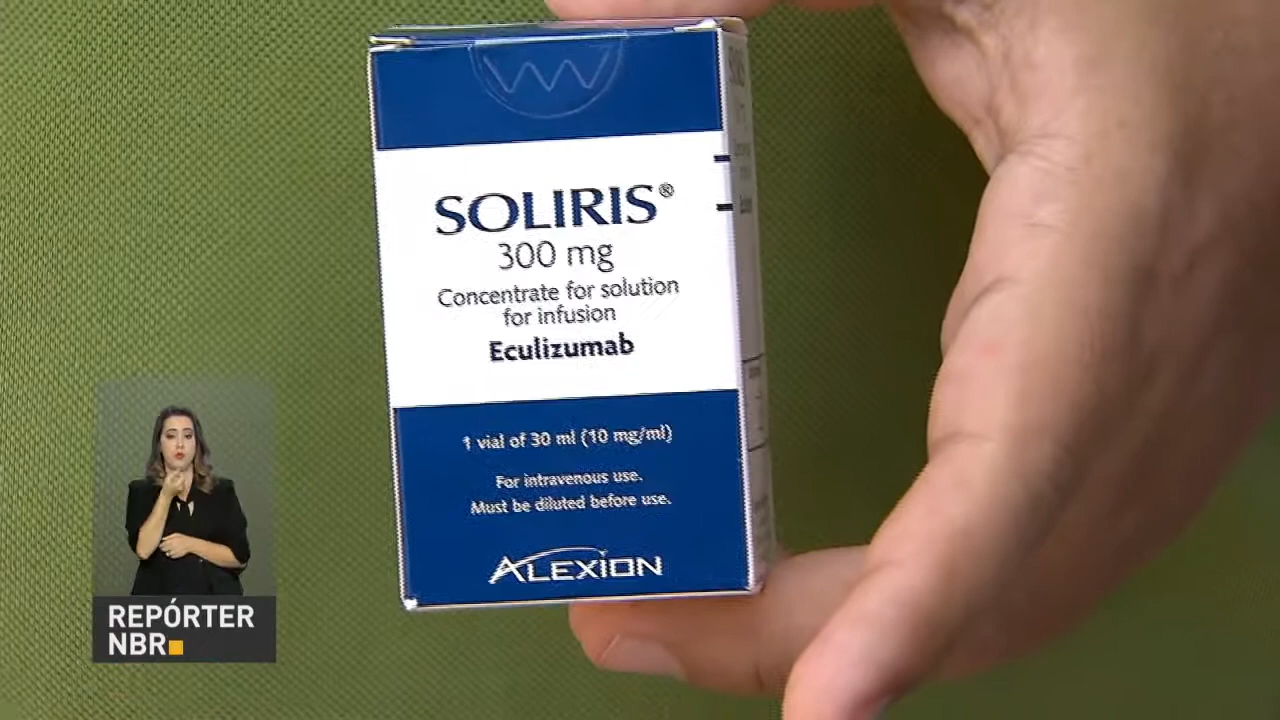 SOLIRIS®
300 mg
Concentrate for solution
for infusion
Eculizumab
1 vial of 30 ml (10 mg/ml)
For intravenous use.
Must be diluted before use.
ALEXION
REPÓRTER
NBR